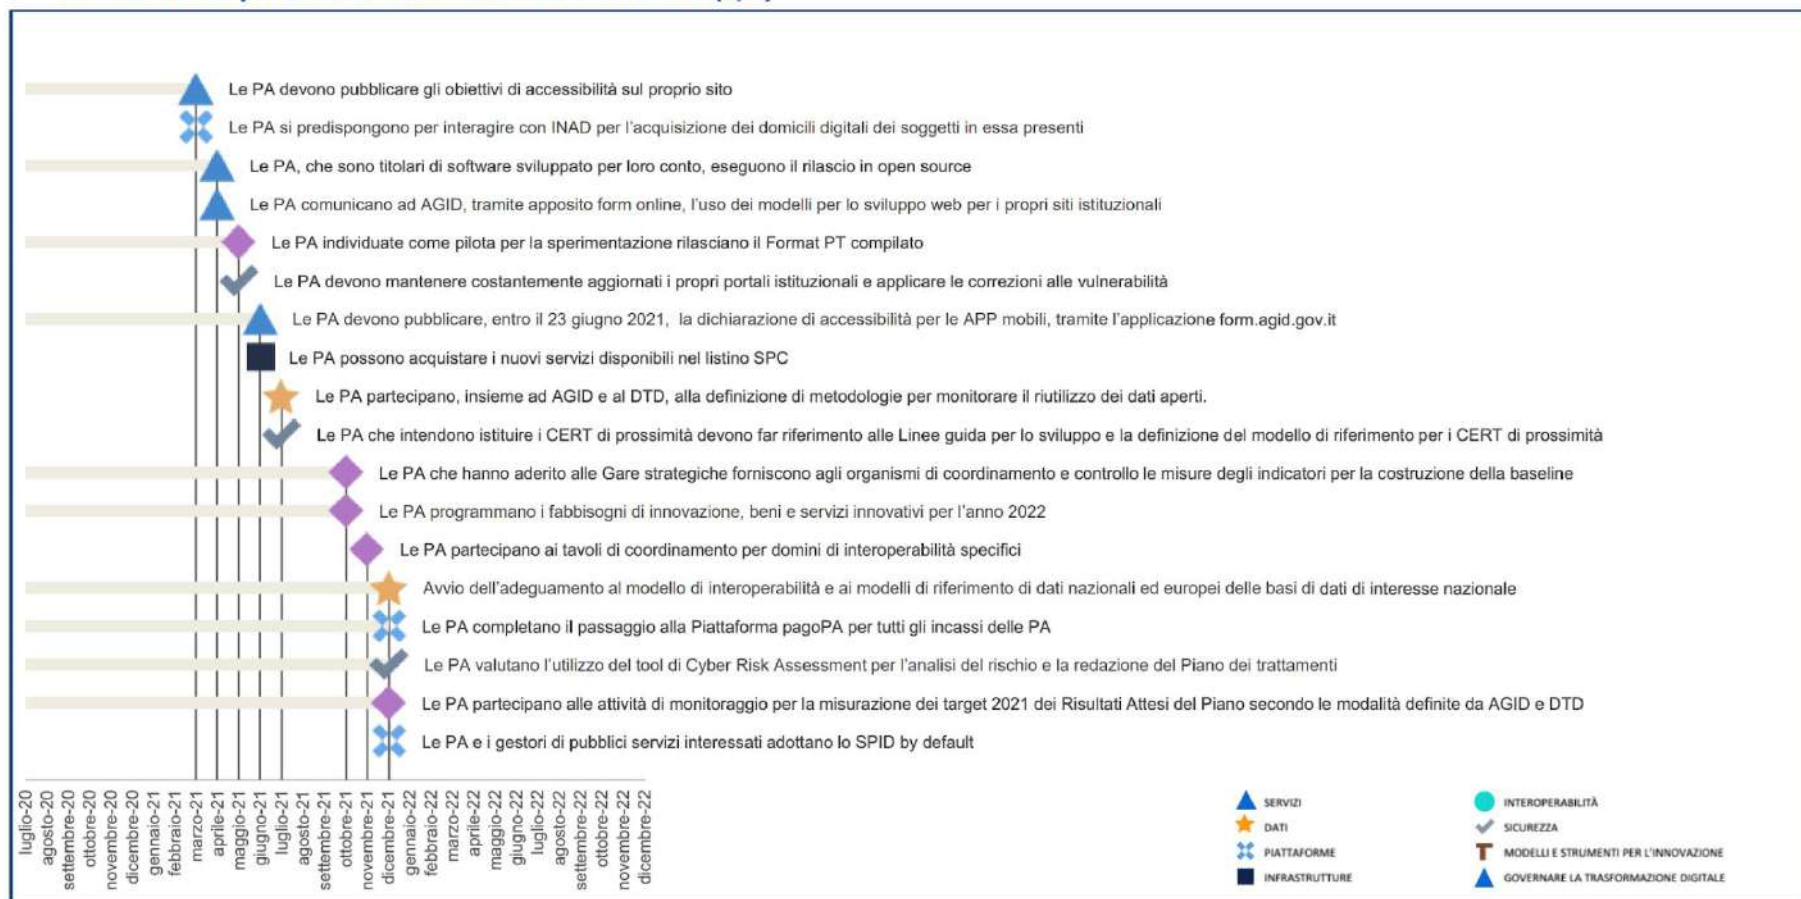 Le PA devono pubblicare gli obiettivi di accessibilità sul proprio sito
Le PA si predispongono per interagire con INAD per l'acquisizione dei domicili digitali dei soggetti in essa presenti
Le PA, che sono titolari di software sviluppato per loro conto, eseguono il rilascio in open source
Le PA comunicano ad AGID, tramite apposito form online, l'uso dei modelli per lo sviluppo web per i propri siti istituzionali
Le PA individuate come pilota per la sperimentazione rilasciano il Format PT compilato
Le PA devono mantenere costantemente aggiornati i propri portali istituzionali e applicare le correzioni alle vulnerabilità
Le PA devono pubblicare, entro il 23 giugno 2021, la dichiarazione di accessibilità per le APP mobili, tramite l'applicazione form.agid.gov.it
Le PA possono acquistare i nuovi servizi disponibili nel listino SPC
Le PA partecipano, insieme ad AGID e al DTD, alla definizione di metodologie per monitorare il riutilizzo dei dati aperti.
Le PA che intendono istituire i CERT di prossimità devono far riferimento alle Linee guida per lo sviluppo e la definizione del modello di riferimento per i CERT di prossimità
Le PA che hanno aderito alle Gare strategiche forniscono agli organismi di coordinamento e controllo le misure degli indicatori per la costruzione della baseline
Le PA programmano i fabbisogni di innovazione, beni e servizi innovativi per l'anno 2022
Le PA partecipano ai tavoli di coordinamento per domini di interoperabilità specifici
Avvio dell'adeguamento al modello di interoperabilità e ai modelli di riferimento di dati nazionali ed europei delle basi di dati di interesse nazionale
Le PA completano il passaggio alla Piattaforma pagoPA per tutti gli incassi delle PA
Le PA valutano l'utilizzo del tool di Cyber Risk Assessment per l'analisi del rischio e la redazione del Piano dei trattamenti
Le PA partecipano alle attività di monitoraggio per la misurazione dei target 2021 dei Risultati Attesi del Piano secondo le modalità definite da AGID e DTD
Le PA e i gestori di pubblici servizi interessati adottano lo SPID by default
luglio-20
agosto-20
settembre-20
ottobre-20
novembre-20
dicembre-20
gennaio-21
febbraio-21
marzo-21
aprile-21
maggio-21
giugno-21
luglio-21
agosto-21
settembre-21
ottobre-21
novembre-21
dicembre-21
gennaio-22
febbraio-22
marzo-22
aprile-22
maggio-22
giugno-22
luglio-22
agosto-22
settembre-22
ottobre-22
novembre-22
dicembre-22
SERVIZI
DATI
PIATTAFORME
INFRASTRUTTURE
INTEROPERABILITÀ
SICUREZZA
MODELLI E STRUMENTI PER L'INNOVAZIONE
GOVERNARE LA TRASFORMAZIONE DIGITALE